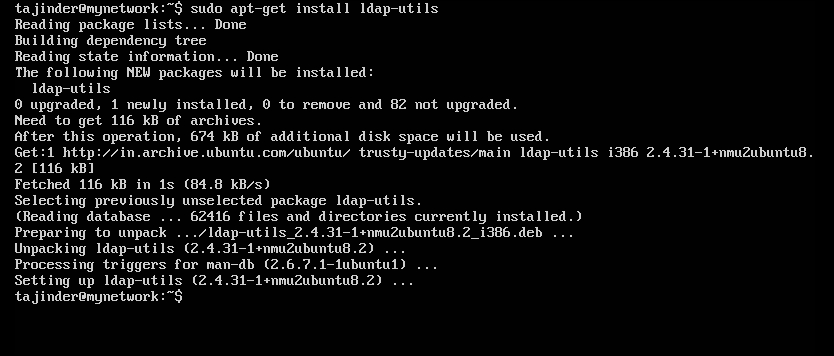 tajinder@mynetwork:~$ sudo apt-get install ldap-utils
Reading package lists... Done
Building dependency tree
Reading state information... Done
The following NEW packages will be installed:
  ldap-utils
0 upgraded, 1 newly installed, 0 to remove and 82 not upgraded.
Need to get 116 kB of archives.
After this operation, 674 kB of additional disk space will be used.
Get:1 http://in.archive.ubuntu.com/ubuntu/ trusty-updates/main ldap-utils i386 2.4.31-1+nmu2ubuntu8.
2 [116 kB]
Fetched 116 kB in 1s (84.8 kB/s)
Selecting previously unselected package ldap-utils.
(Reading database ... 62416 files and directories currently installed.)
Preparing to unpack .../ldap-utils_2.4.31-1+nmu2ubuntu8.2_i386.deb ...
Unpacking ldap-utils (2.4.31-1+nmu2ubuntu8.2) ...
Processing triggers for man-db (2.6.7.1-1ubuntu1) ...
Setting up ldap-utils (2.4.31-1+nmu2ubuntu8.2) ...
tajinder@mynetwork:~$